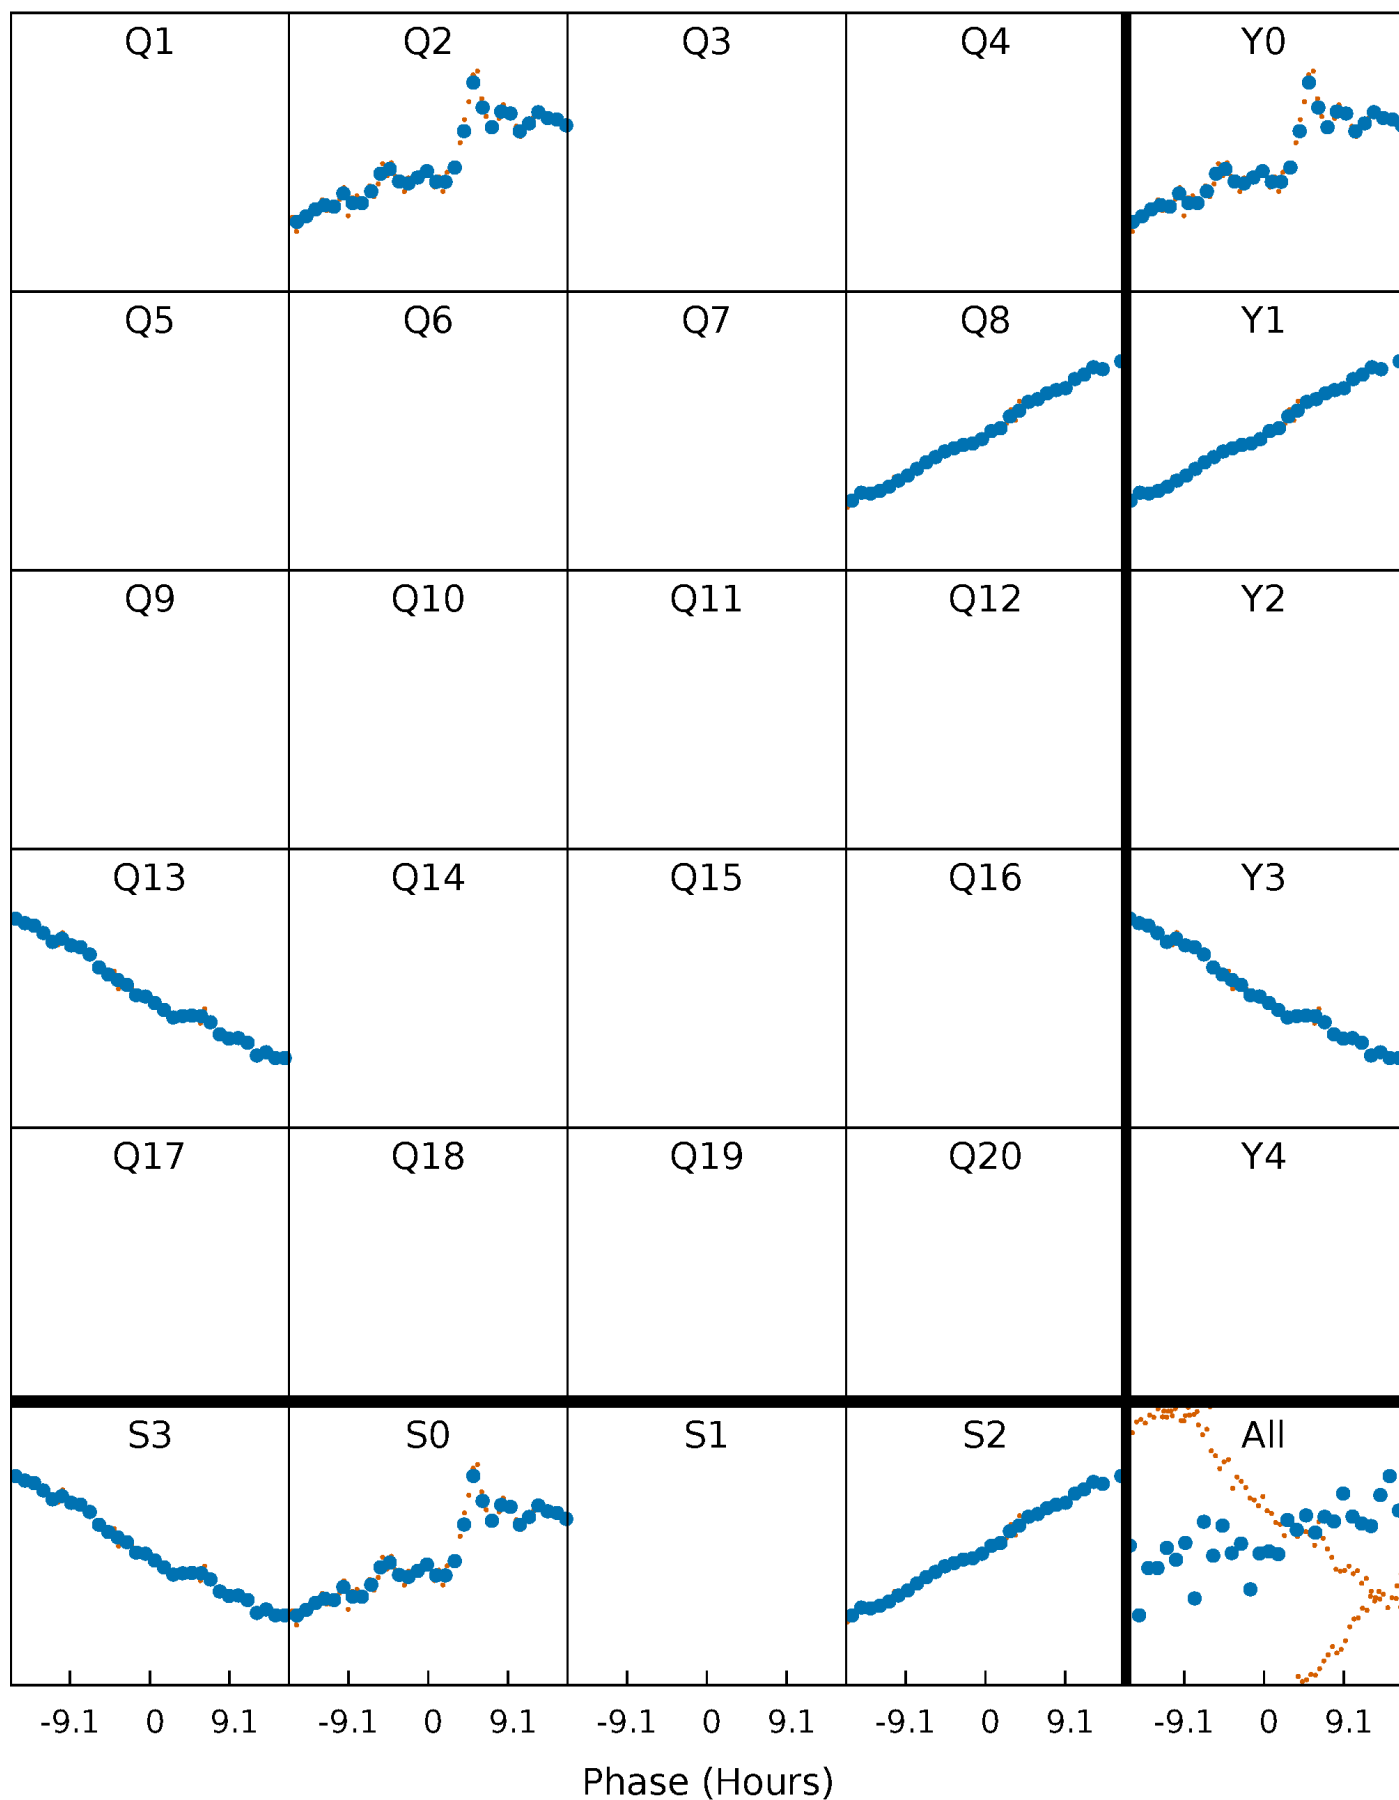 Q1 Q2 Q3 Q4 Y0
Q5 Q6 Q7 Q8 Y1
Q9 Q10 Q11 Q12 Y2
Q13 Q14 Q15 Q16 Y3
Q17 Q18 Q19 Q20 Y4
S3 S0 S1 S2 All
-9.1 0 9.1 -9.1 0 9.1 -9.1 0 9.1 -9.1 0 9.1 -9.1 0 9.1
Phase (Hours)